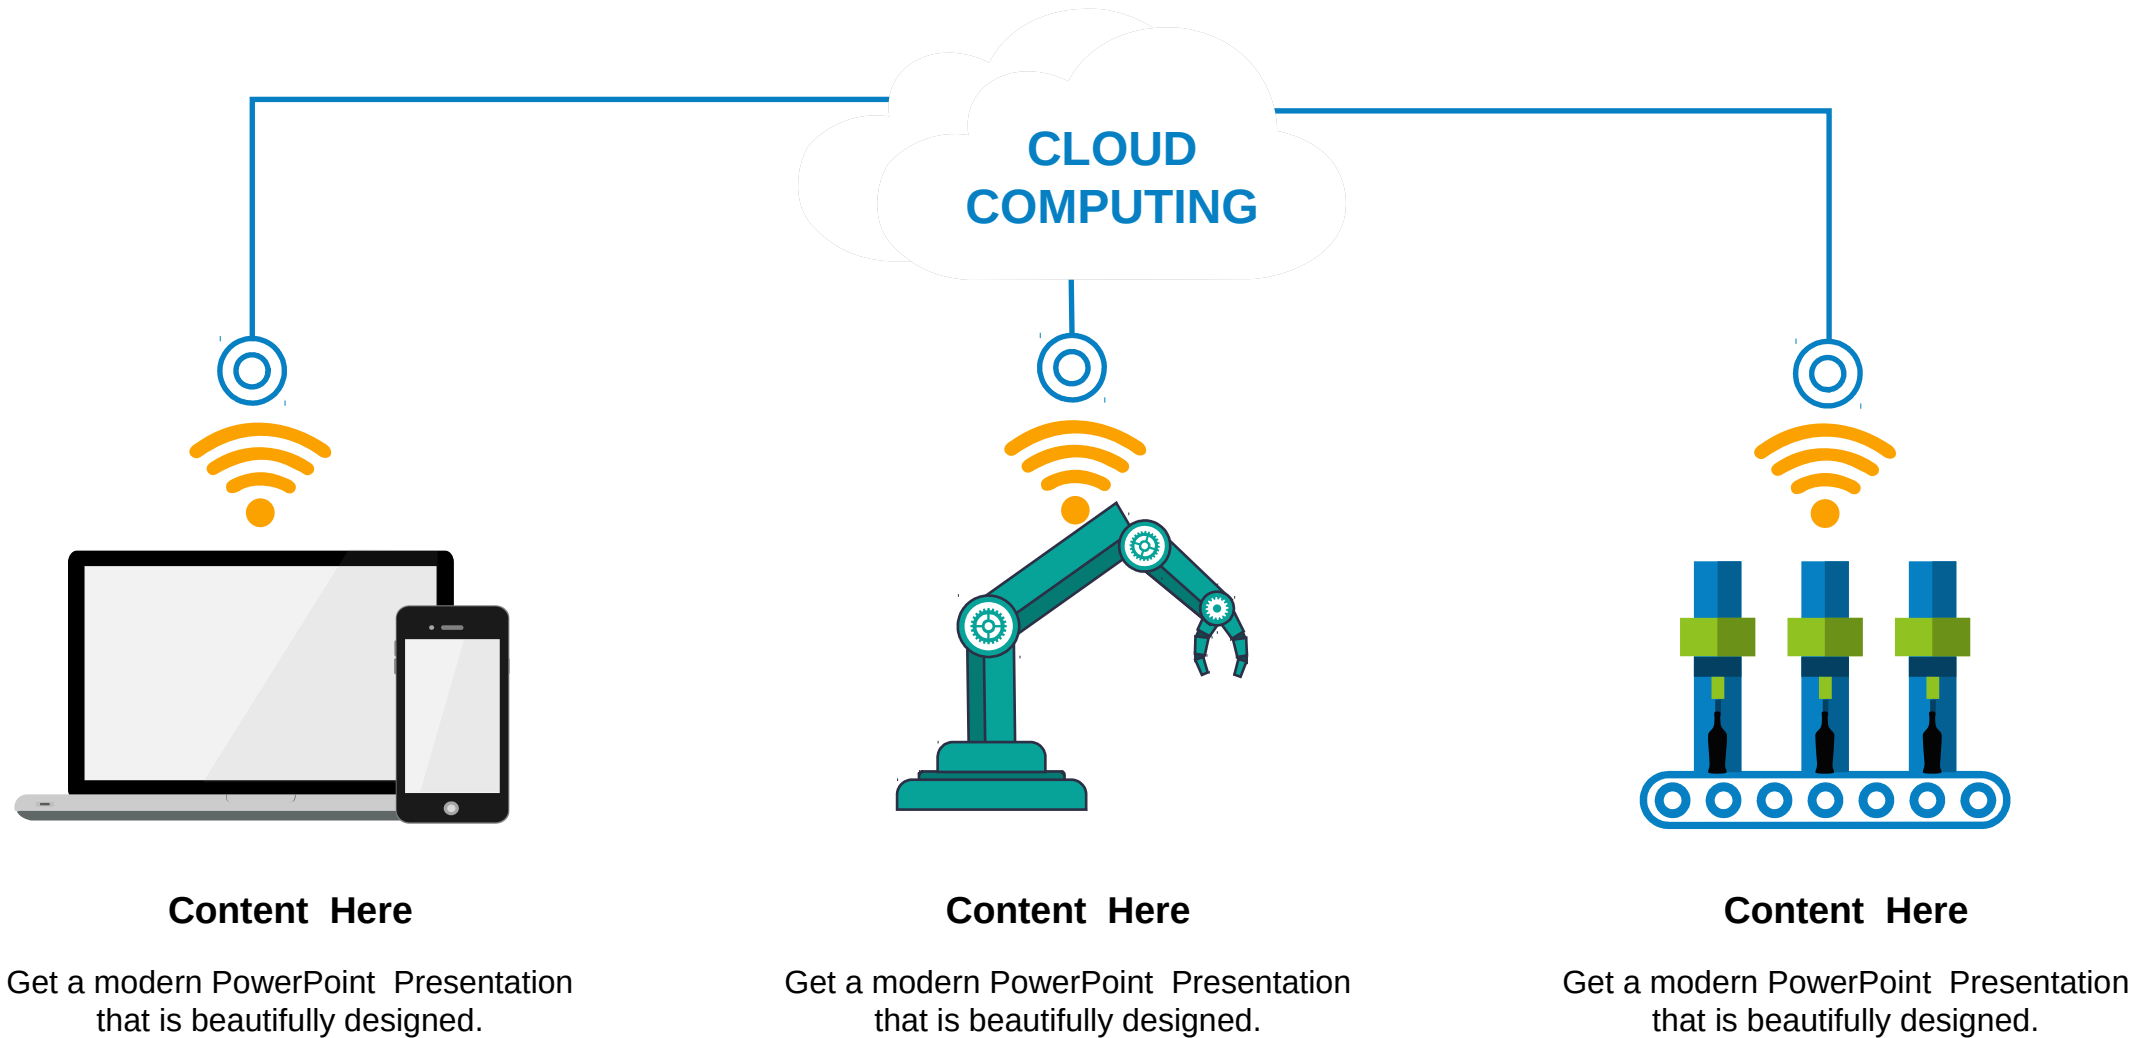 CLOUD
COMPUTING
Content  Here
Get a modern PowerPoint  Presentation
that is beautifully designed.
Content  Here
Get a modern PowerPoint  Presentation
that is beautifully designed.
Content  Here
Get a modern PowerPoint  Presentation
that is beautifully designed.